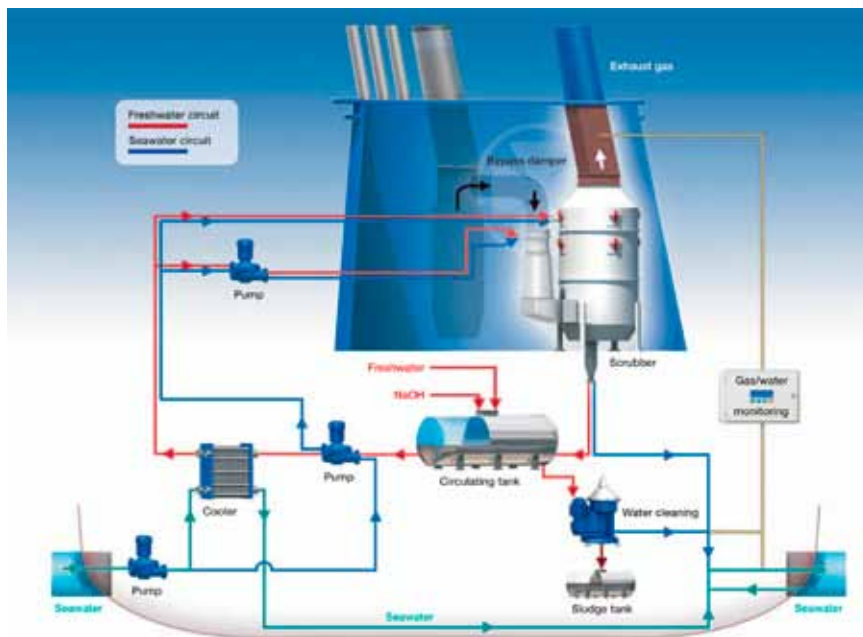 Exhaust gas
Freshwater circuit
Seawater circuit
Bypass damper
Pump
Scrubber
Freshwater
NaOH
Gas/water
monitoring
Circulating tank
Pump
Cooler
Water cleaning
Pump
Sludge tank
Seawater
Seawater
Seawater